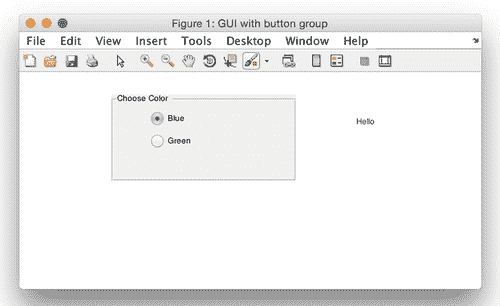 Figure 1: GUI with button group
File Edit View Insert Tools Desktop Window Help
Choose Color
Blue
Hello
Green